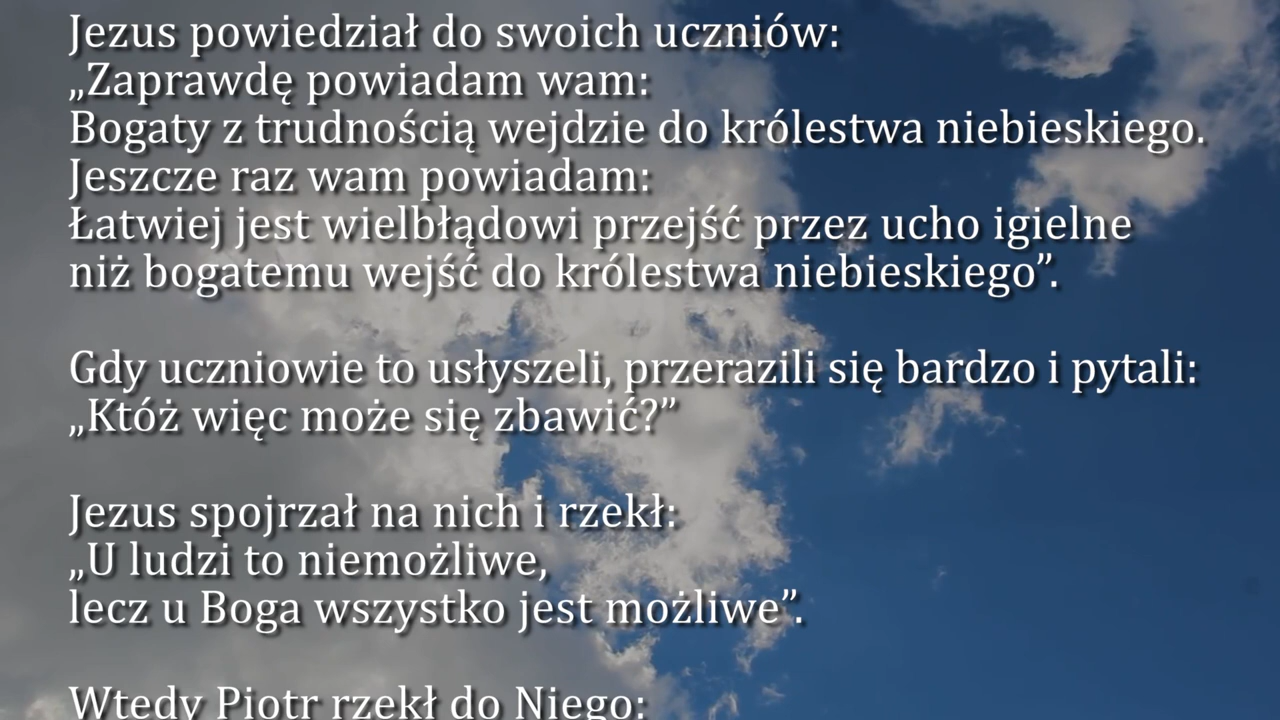 Jezus powiedział do swoich uczniów:
„Zaprawdę powiadam wam:
Bogaty z trudnością wejdzie do królestwa niebieskiego.
Jeszcze raz wam powiadam:
Łatwiej jest wielbłądowi przejść przez ucho igielne
niż bogatemu wejść do królestwa niebieskiego”.
Gdy uczniowie to usłyszeli, przerazili się bardzo i pytali:
„Któż więc może się zbawić?”
Jezus spojrzał na nich i rzekł:
„U ludzi to niemożliwe,
lecz u Boga wszystko jest możliwe”.
Wtedy Piotr rzekł do Niego: